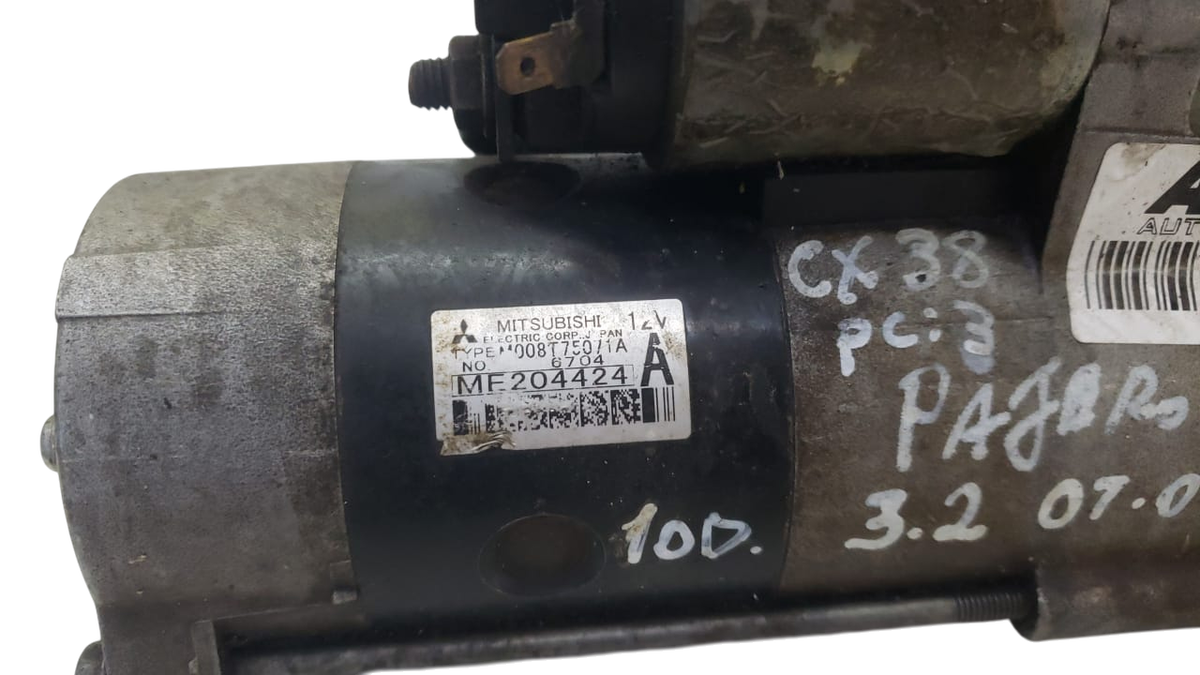 MITSUBISHI 12V
ELECTRIC CORP. JAPAN
TYPE M008T75071A
NO 6704 A
ME204424
CX 38
PC:3
PAJERO
3.2 07.0
10D.
A
AUT